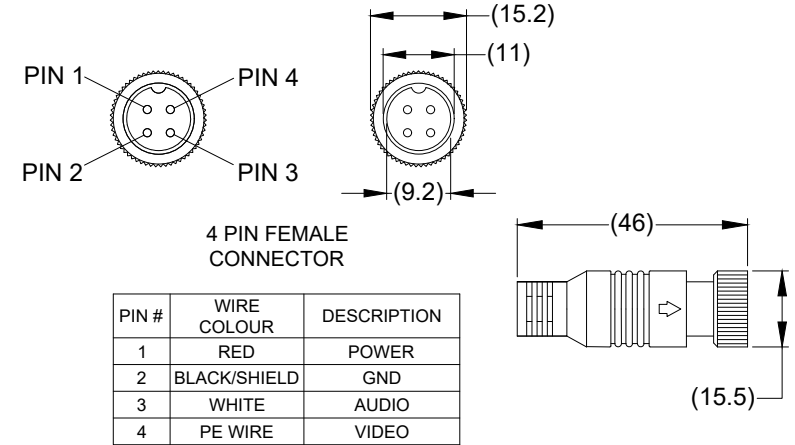 (15.2)
(11)
PIN 1
PIN 4
PIN 2
PIN 3
(9.2)
4 PIN FEMALE
CONNECTOR
(46)
(15.5)
PIN # WIRE COLOUR DESCRIPTION
1 RED POWER
2 BLACK/SHIELD GND
3 WHITE AUDIO
4 PE WIRE VIDEO